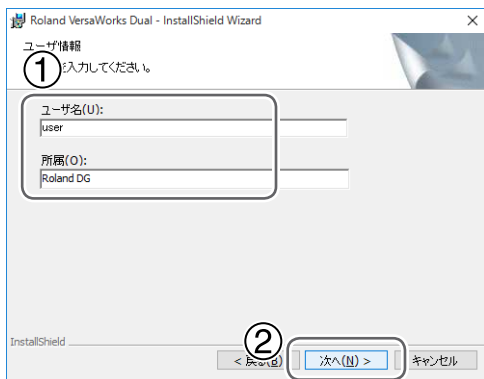 Roland VersaWorks Dual - InstallShield Wizard
ユーザ情報
入力してください。
①
ユーザ名(U):
user
所属(O):
Roland DG
②
InstallShield
< 戻る(B)
次へ(N) >
キャンセル